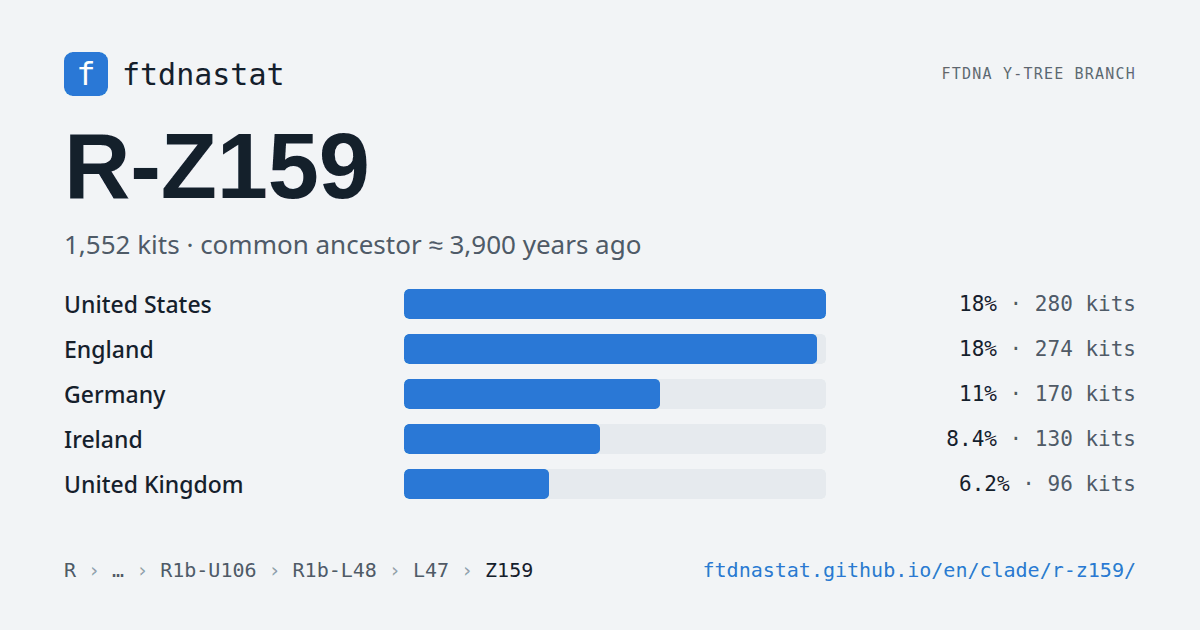 f ftdnastat FTDNA Y-TREE BRANCH
R-Z159
1,552 kits · common ancestor ≈ 3,900 years ago
United States 18% · 280 kits
England 18% · 274 kits
Germany 11% · 170 kits
Ireland 8.4% · 130 kits
United Kingdom 6.2% · 96 kits
R › … › R1b-U106 › R1b-L48 › L47 › Z159 ftdnastat.github.io/en/clade/r-z159/